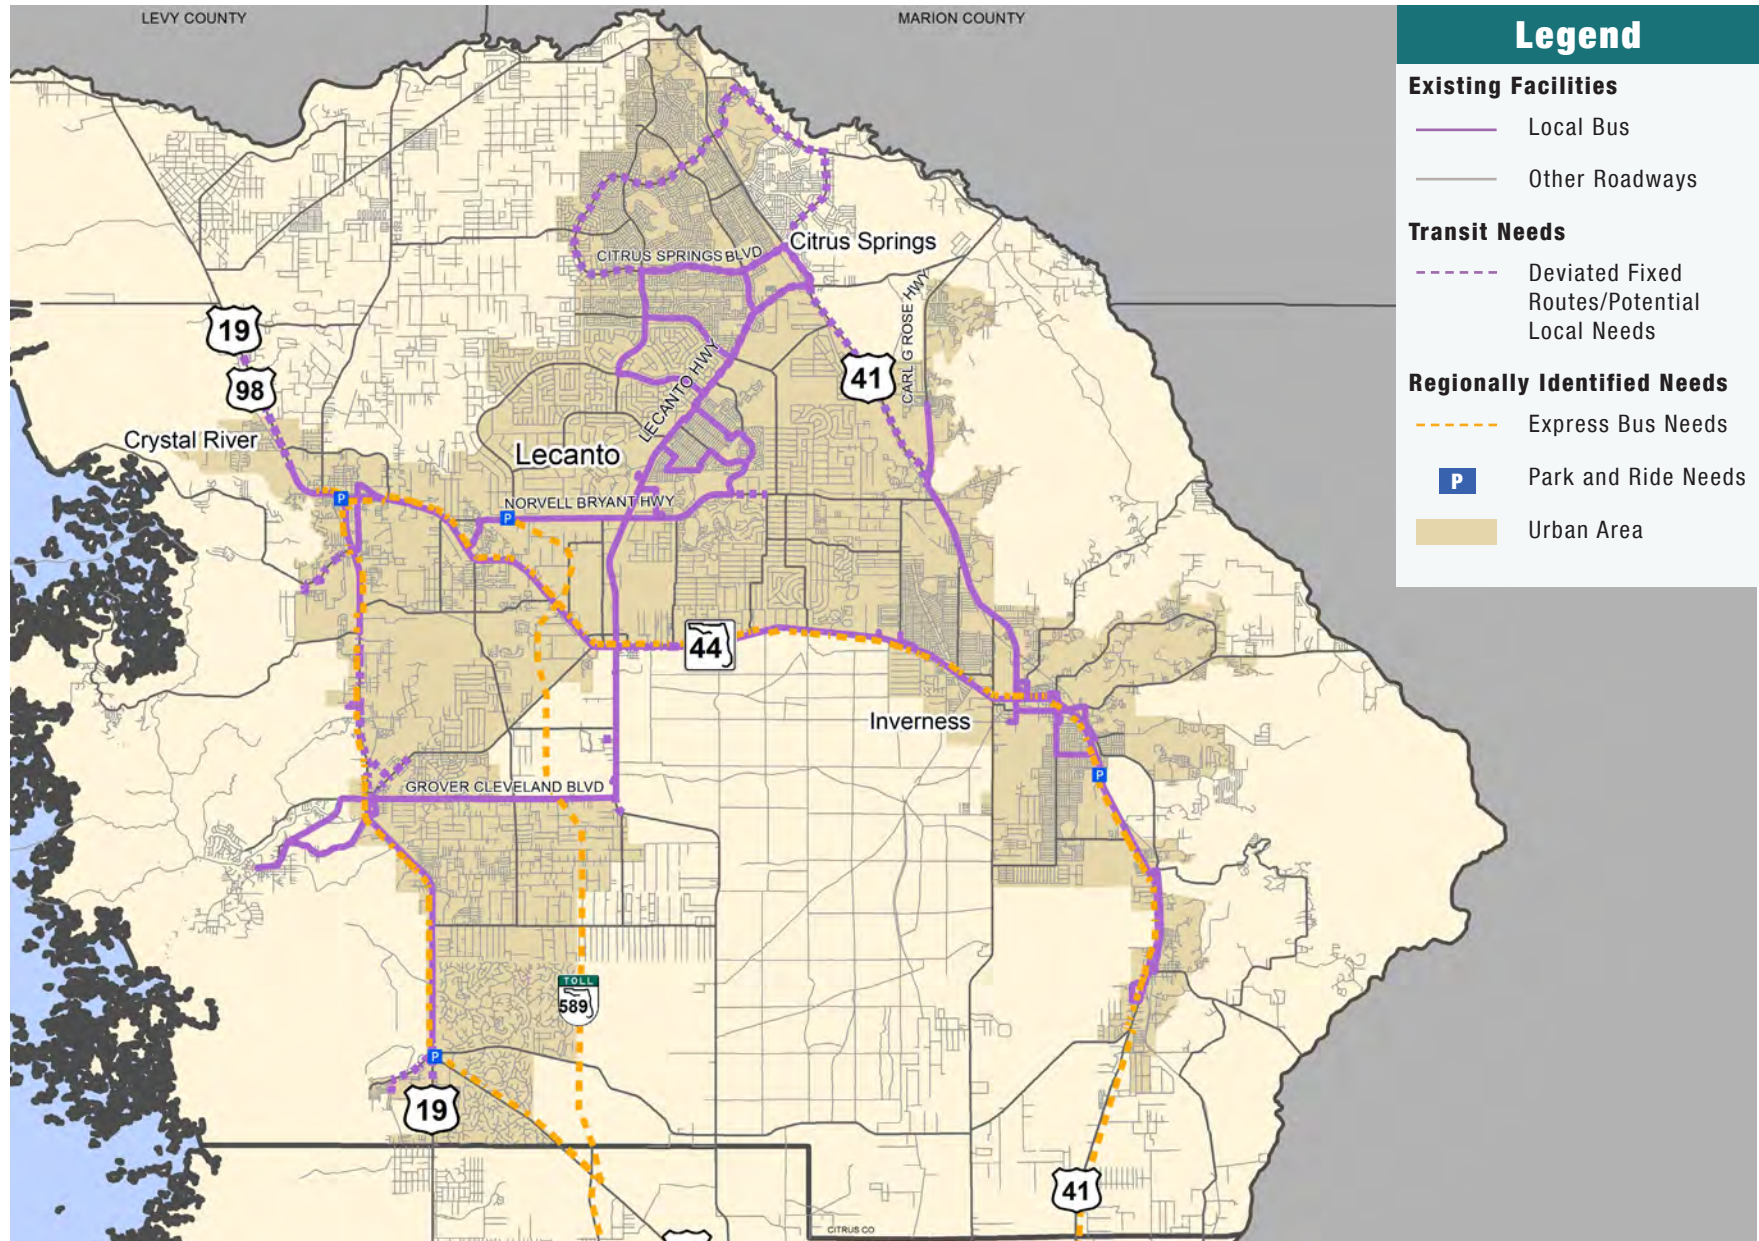 LEVY COUNTY
MARION COUNTY
Legend
Existing Facilities
Local Bus
Other Roadways
Transit Needs
Deviated Fixed
Routes/Potential
Local Needs
Regionally Identified Needs
Express Bus Needs
P
Park and Ride Needs
Urban Area
Citrus Springs
CITRUS SPRINGS BLVD
19
98
41
CARL G ROSE HWY
LECANTO HWY
Crystal River
Lecanto
P
NORVELL BRYANT HWY
P
44
Inverness
P
GROVER CLEVELAND BLVD
TOLL
589
P
19
41
CITRUS CO